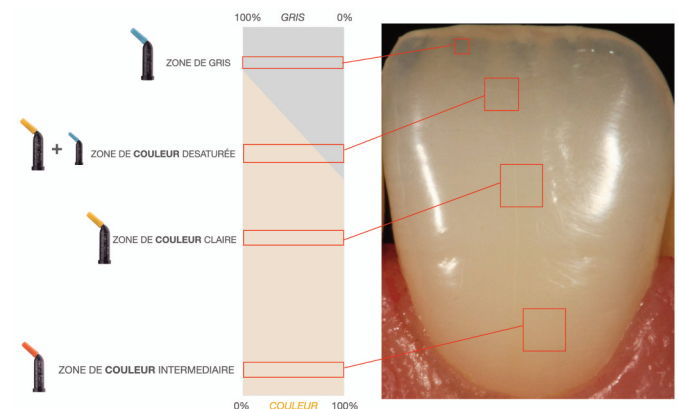 100% GRIS 0%
ZONE DE GRIS
+ ZONE DE COULEUR DESATURÉE
ZONE DE COULEUR CLAIRE
ZONE DE COULEUR INTERMEDIAIRE
0% COULEUR 100%